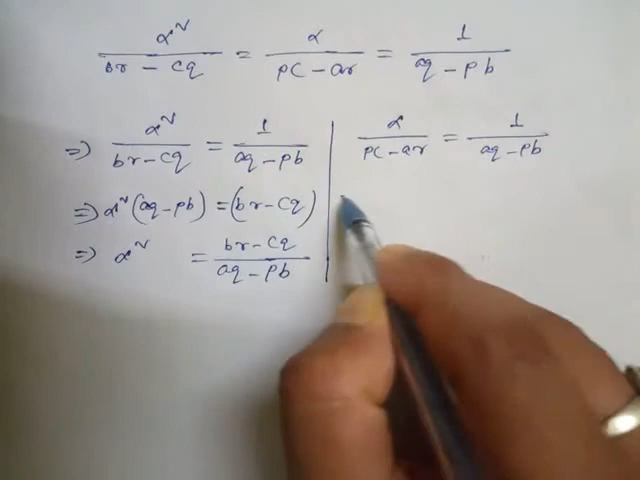 α² / (br − cq) = α / (pc − ar) = 1 / (aq − pb)
⇒) α² / (br − cq) = 1 / (aq − pb)
⇒) α² (aq − pb) = (br − cq)
⇒) α² = (br − cq) / (aq − pb)
α / (pc − ar) = 1 / (aq − pb)